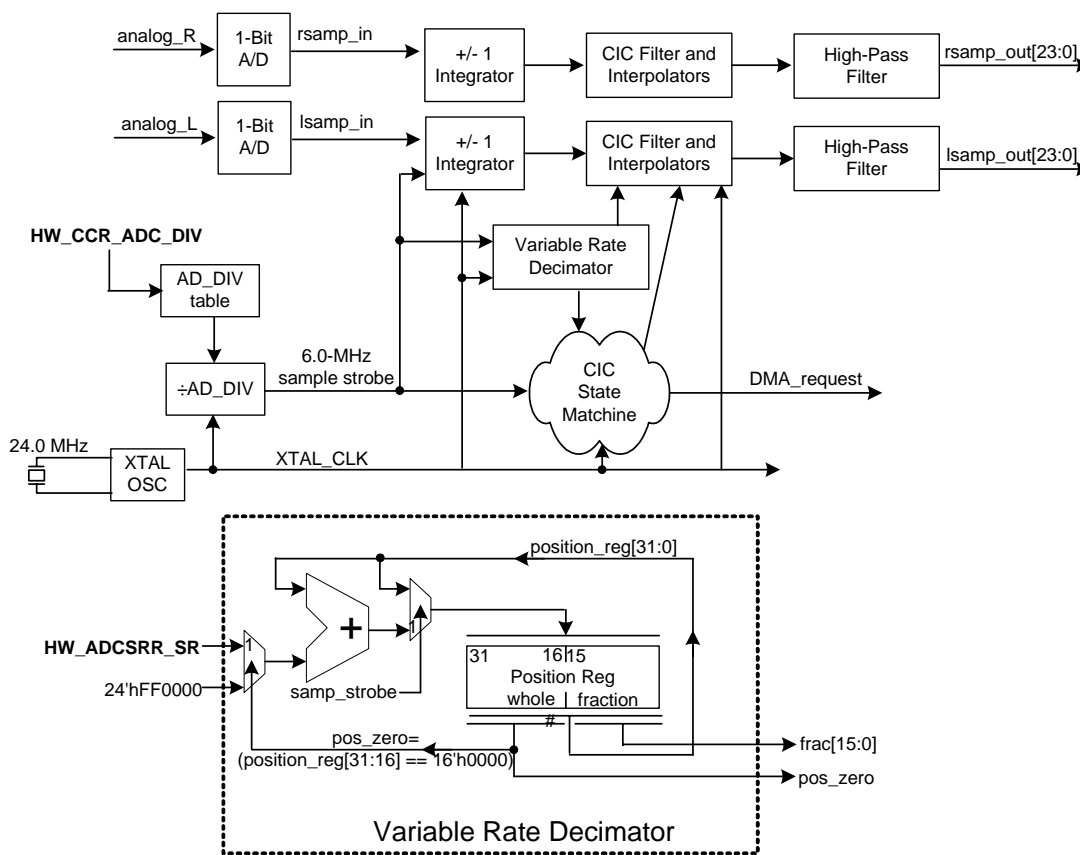 analog_R
1-Bit
A/D
rsamp_in
+/- 1
Integrator
CIC Filter and
Interpolators
High-Pass
Filter
rsamp_out[23:0]
analog_L
1-Bit
A/D
lsamp_in
+/- 1
Integrator
CIC Filter and
Interpolators
High-Pass
Filter
lsamp_out[23:0]
HW_CCR_ADC_DIV
AD_DIV
table
Variable Rate
Decimator
÷AD_DIV
6.0-MHz
sample strobe
CIC
State
Matchine
DMA_request
24.0 MHz
XTAL
OSC
XTAL_CLK
position_reg[31:0]
+
1
HW_ADCSRR_SR
1
24'hFF0000
samp_strobe
31
16
15
Position Reg
whole
fraction
#
pos_zero=
(position_reg[31:16] == 16'h0000)
frac[15:0]
pos_zero
Variable Rate Decimator